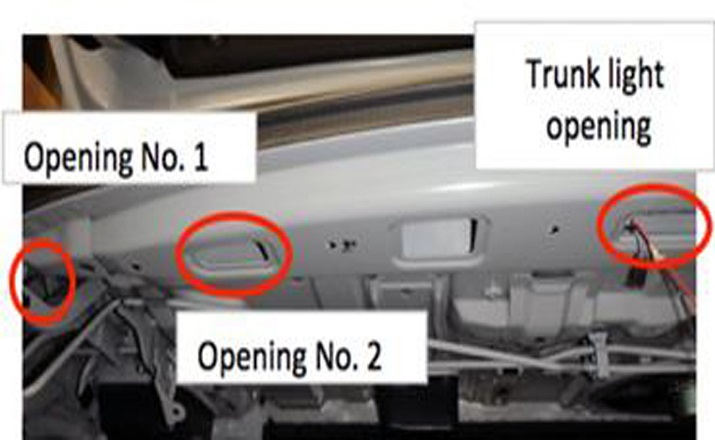 Trunk light
opening
Opening No. 1
Opening No. 2